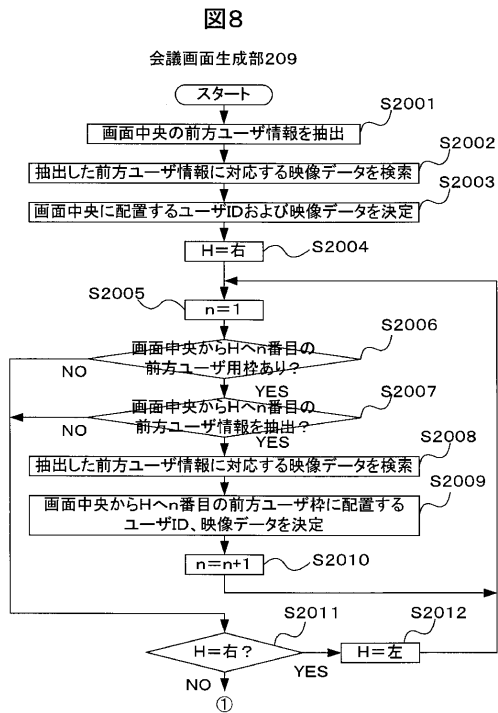 図8
会議画面生成部209
スタート
S2001
画面中央の前方ユーザ情報を抽出
S2002
抽出した前方ユーザ情報に対応する映像データを検索
S2003
画面中央に配置するユーザIDおよび映像データを決定
H=右
S2004
S2005
n=1
S2006
画面中央からHへn番目の
前方ユーザ用枠あり?
NO
YES
S2007
画面中央からHへn番目の
前方ユーザ情報を抽出?
NO
YES
S2008
抽出した前方ユーザ情報に対応する映像データを検索
S2009
画面中央からHへn番目の前方ユーザ枠に配置する
ユーザID、映像データを決定
S2010
n=n+1
S2011
H=右?
YES
S2012
H=左
NO
①